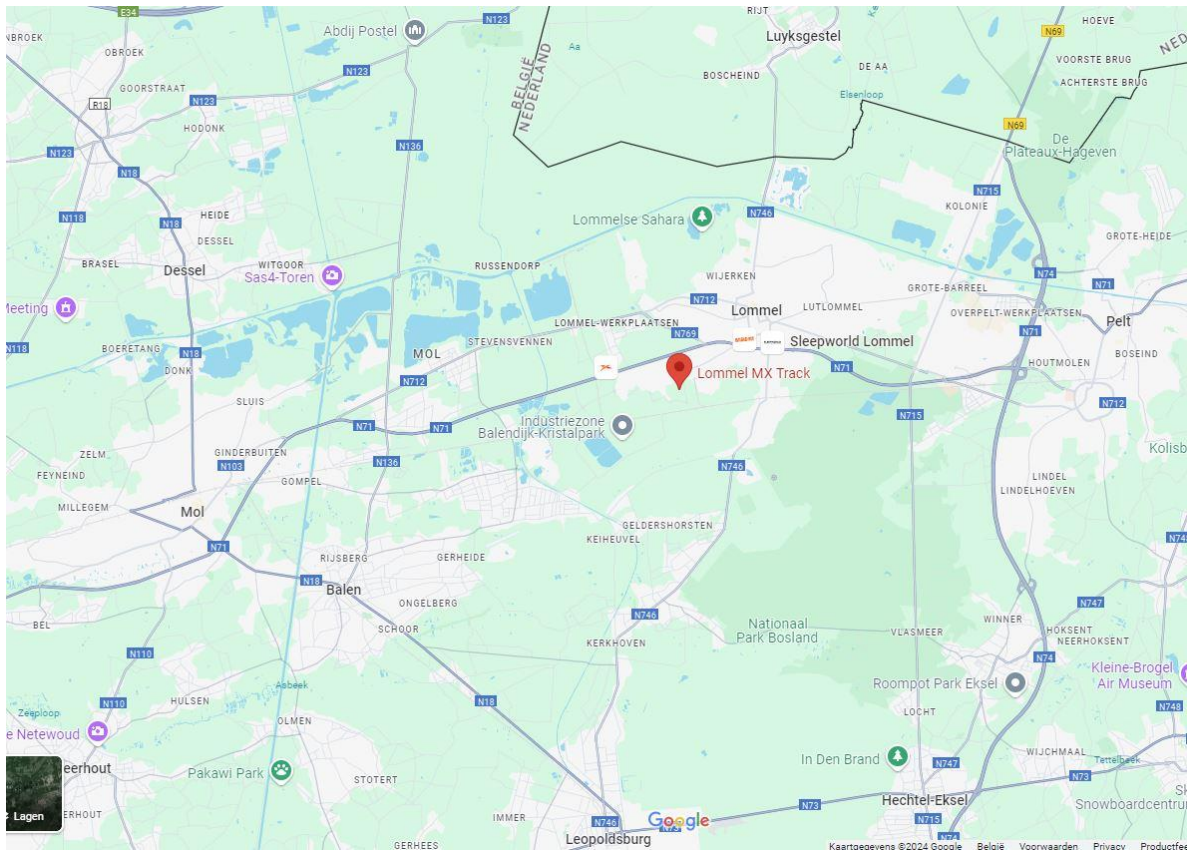 E34
N123
Abdij Postel
RIJT
Luyksgestel
N69
HOEVE
VOORSTE BRUG
ACHTERSTE BRUG
OBROEK
GOORSTRAAT
N123
Aa
BELGIË
NEDERLAND
BOSCHEIND
DE AA
Elsenloop
R18
N123
HODONK
N136
N69
De
Plateaux-Hageven
N123
N18
N715
KOLONIE
N118
N18
HEIDE
DESSEL
Lommelse Sahara
N746
GROTE-HEIDE
BRASEL
Dessel
WITGOOR
Sas4-Toren
RUSSENDORP
WIJERKEN
N74
N71
GROTE-BARREEL
Meeting
N712
Lommel
LUTLOMMEL
OVERPELT-WERKPLAATSEN
Pelt
LOMMEL-WERKPLAATSEN
N769
N71
N118
BOERETANG
N18
DONK
MOL
STEVENSVENNEN
Sleepworld Lommel
BOSEIND
HOUTMOLEN
N712
Lommel MX Track
N71
N712
SLUIS
N715
N71
N71
Industriezone
Balendijk-Kristalpark
ZELM
GINDERBUITEN
N103
N136
N746
FEYNEIND
GOMPEL
LINDEL
LINDELHOEVEN
MILLEGEM
Mol
GELDERSHORSTEN
KEIHEUVEL
N71
RIJSBERG
GERHEIDE
N18
Balen
ONGELBERG
N747
BEL
SCHOOR
N746
KERKHOVEN
Nationaal
Park Bosland
VLASMEER
WINNER
HOKSENT
NEERHOKSENT
N110
N74
Kleine-Brogel
Air Museum
Asbeek
HULSEN
Roompot Park Eksel
N110
N18
N748
Zeeploop
OLMEN
LOCHT
e Netewoud
In Den Brand
WIJCHMAAL
Tettelbeek
eerhout
Pakawi Park
STOTERT
N747
N73
Lagen
Hechtel-Eksel
N73
Snowboardcentru
IMMER
N746
Google
N715
Leopoldsburg
N74
GERHEES
Kaartgegevens ©2024 Google België Voorwaarden Privacy Productfee